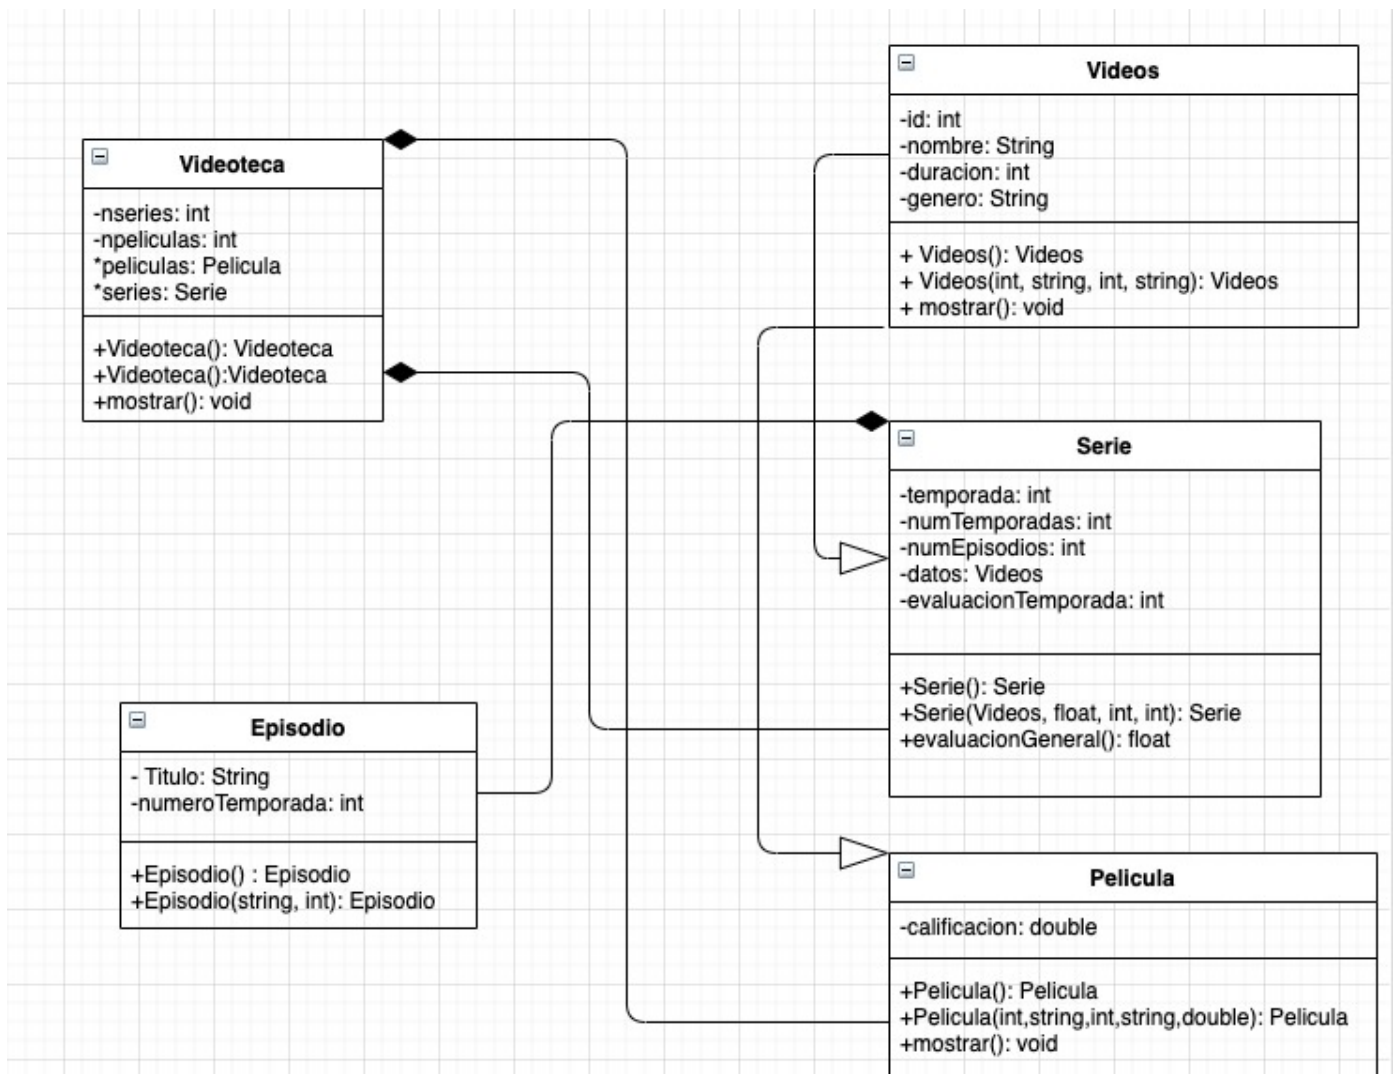 Videoteca
-nseries: int
-npeliculas: int
*peliculas: Pelicula
*series: Serie
+Videoteca(): Videoteca
+Videoteca():Videoteca
+mostrar(): void
Videos
-id: int
-nombre: String
-duracion: int
-genero: String
+ Videos(): Videos
+ Videos(int, string, int, string): Videos
+ mostrar(): void
Serie
-temporada: int
-numTemporadas: int
-numEpisodios: int
-datos: Videos
-evaluacionTemporada: int
+Serie(): Serie
+Serie(Videos, float, int, int): Serie
+evaluacionGeneral(): float
Episodio
- Titulo: String
-numeroTemporada: int
+Episodio() : Episodio
+Episodio(string, int): Episodio
Pelicula
-calificacion: double
+Pelicula(): Pelicula
+Pelicula(int,string,int,string,double): Pelicula
+mostrar(): void